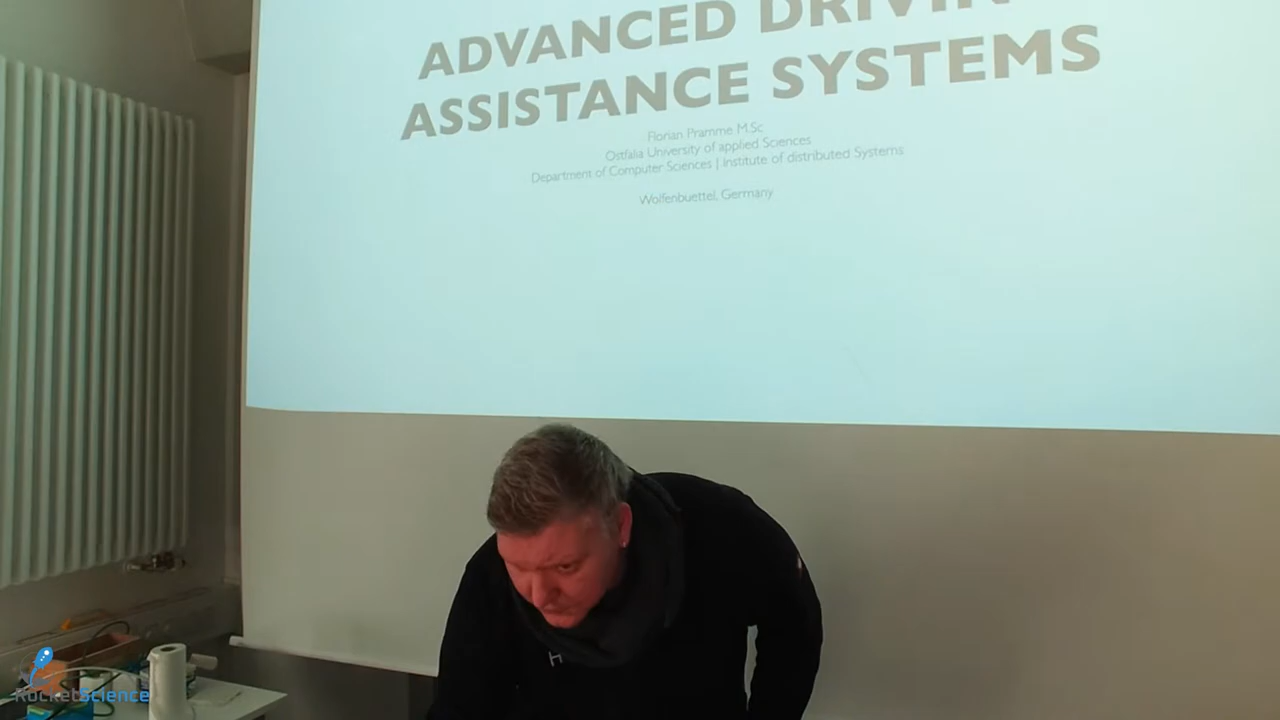 ADVANCED DRIVIN
ASSISTANCE SYSTEMS
Florian Pramme M.Sc
Ostfalia University of applied Sciences
Department of Computer Sciences | Institute of distributed Systems
Wolfenbuettel, Germany
RocketScience